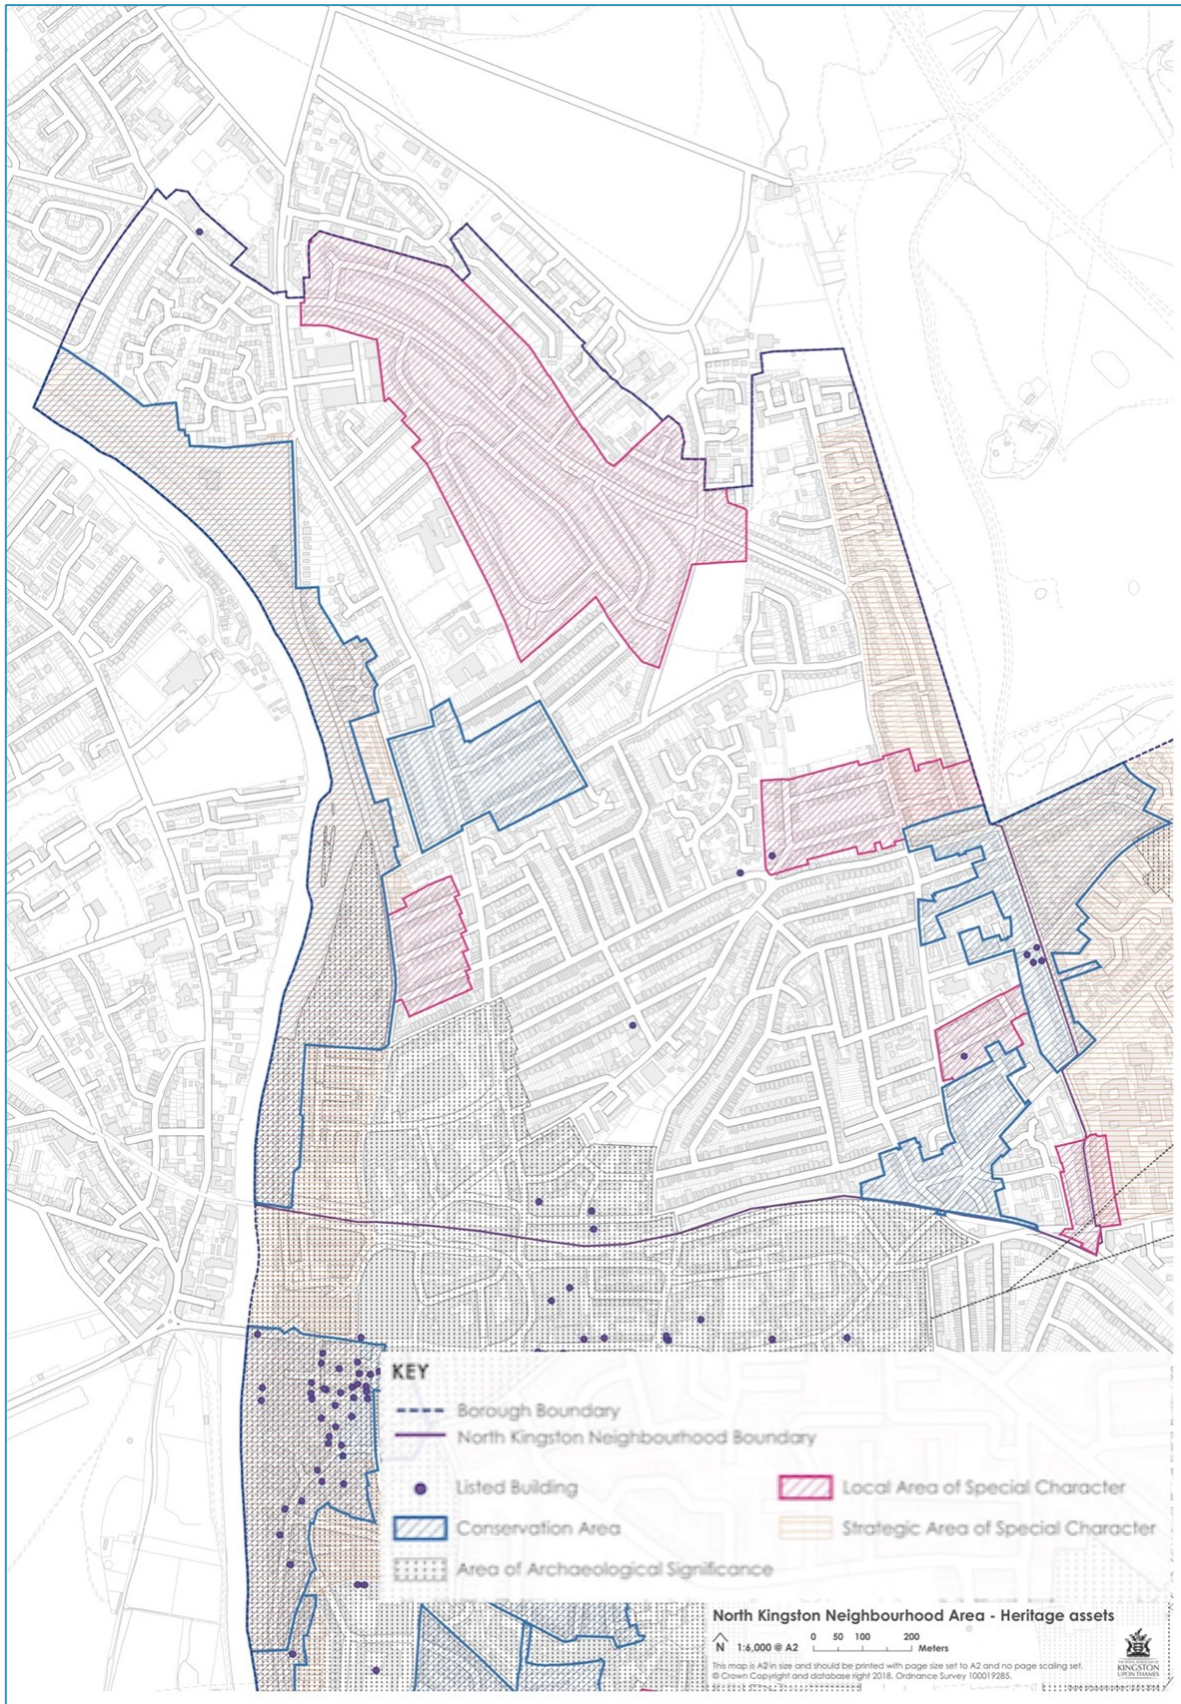 KEY
Borough Boundary
North Kingston Neighbourhood Boundary
Listed Building
Local Area of Special Character
Conservation Area
Strategic Area of Special Character
Area of Archaeological Significance
North Kingston Neighbourhood Area - Heritage assets
N 1:6,000 @ A2 0 50 100 200 Meters
This map is A2 in size and should be printed with page size set to A2 and no page scaling set.
© Crown Copyright and database right 2018. Ordnance Survey 100019285.
KINGSTON
UPON THAMES